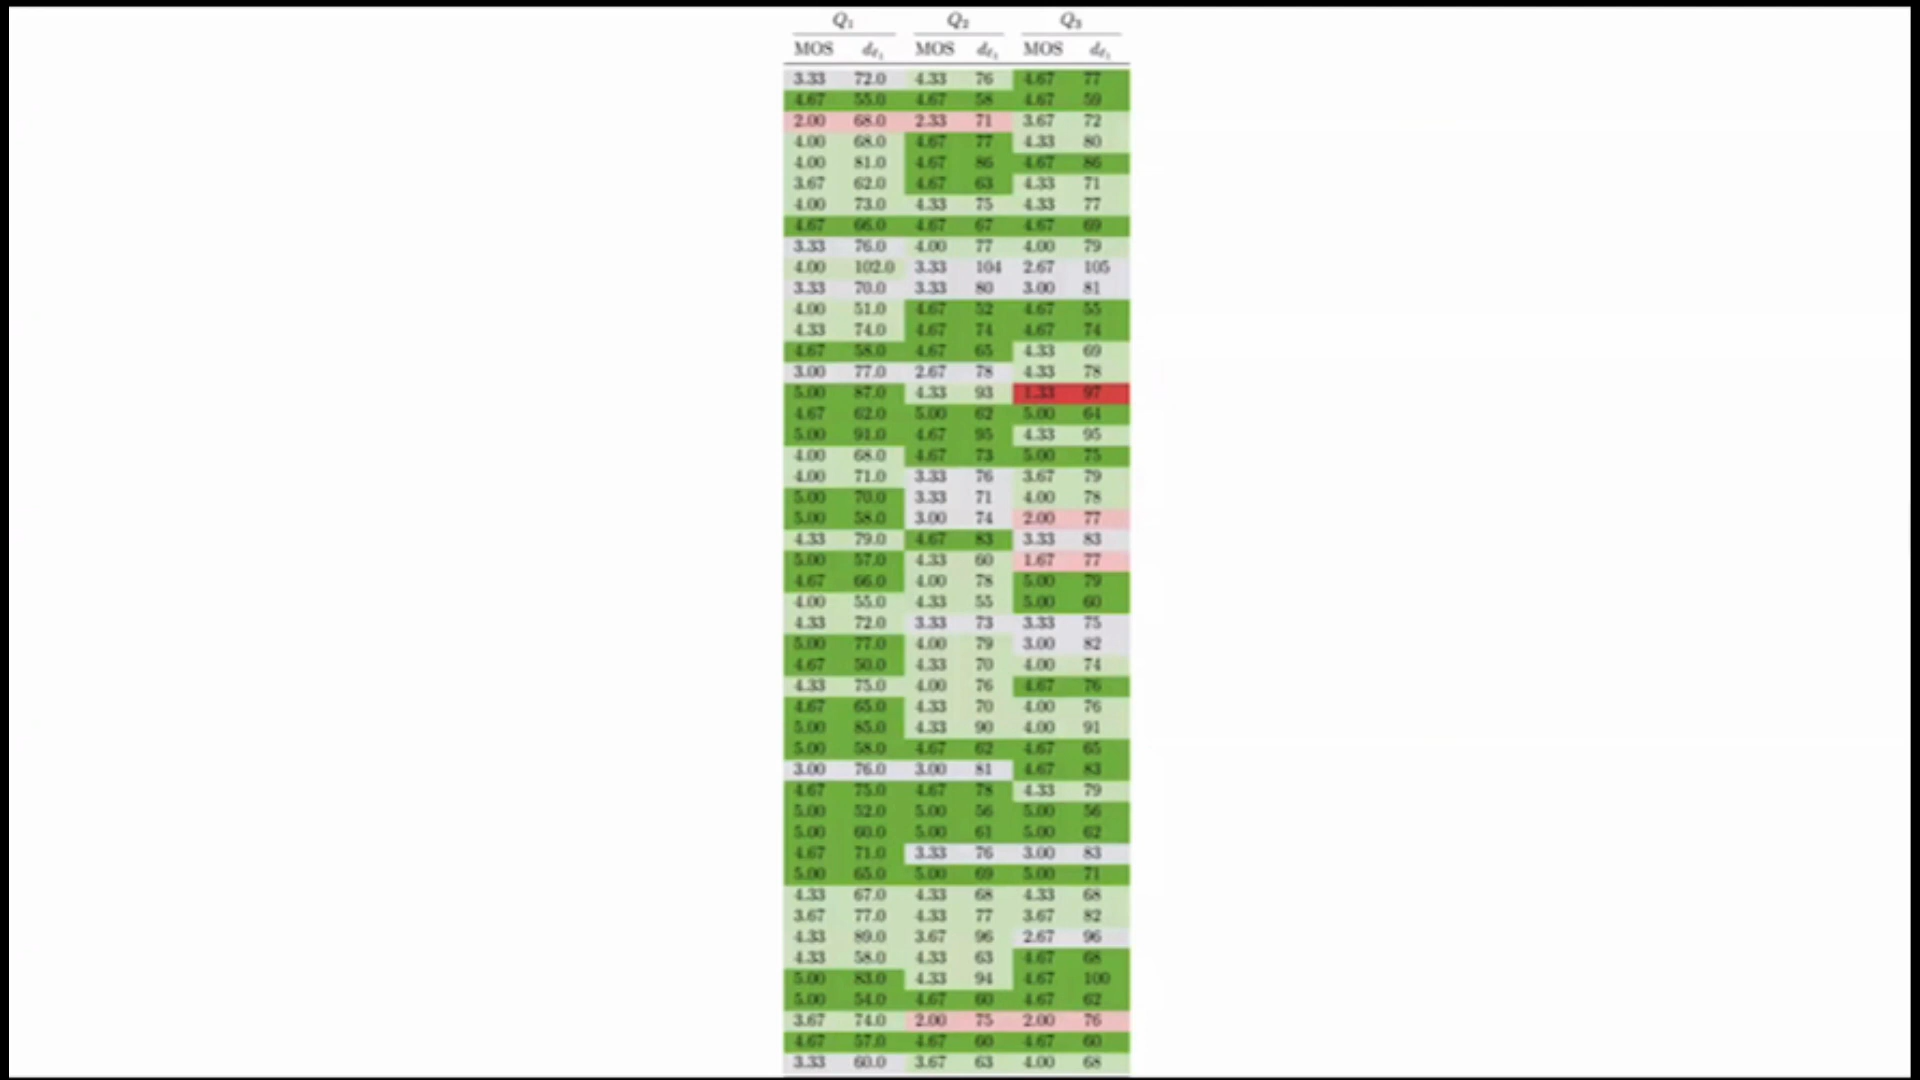 Q1 Q2 Q3
MOS dℓ1 MOS dℓ1 MOS dℓ1
3.33 72.0 4.33 76 4.67 77
4.67 55.0 4.67 58 4.67 59
2.00 68.0 2.33 71 3.67 72
4.00 68.0 4.67 77 4.33 80
4.00 81.0 4.67 86 4.67 86
3.67 62.0 4.67 63 4.33 71
4.00 73.0 4.33 75 4.33 77
4.67 66.0 4.67 67 4.67 69
3.33 76.0 4.00 77 4.00 79
4.00 102.0 3.33 104 2.67 105
3.33 70.0 3.33 80 3.00 81
4.00 51.0 4.67 52 4.67 55
4.33 74.0 4.67 74 4.67 74
4.67 58.0 4.67 65 4.33 69
3.00 77.0 2.67 78 4.33 78
5.00 87.0 4.33 93 1.33 97
4.67 62.0 5.00 62 5.00 64
5.00 91.0 4.67 95 4.33 95
4.00 68.0 4.67 73 5.00 75
4.00 71.0 3.33 76 3.67 79
5.00 70.0 3.33 71 4.00 78
5.00 58.0 3.00 74 2.00 77
4.33 79.0 4.67 83 3.33 83
5.00 57.0 4.33 60 1.67 77
4.67 66.0 4.00 78 5.00 79
4.00 55.0 4.33 55 5.00 60
4.33 72.0 3.33 73 3.33 75
5.00 77.0 4.00 79 3.00 82
4.67 50.0 4.33 70 4.00 74
4.33 75.0 4.00 76 4.67 76
4.67 65.0 4.33 70 4.00 76
5.00 85.0 4.33 90 4.00 91
5.00 58.0 4.67 62 4.67 65
3.00 76.0 3.00 81 4.67 83
4.67 75.0 4.67 78 4.33 79
5.00 52.0 5.00 56 5.00 56
5.00 60.0 5.00 61 5.00 62
4.67 71.0 3.33 76 3.00 83
5.00 65.0 5.00 69 5.00 71
4.33 67.0 4.33 68 4.33 68
3.67 77.0 4.33 77 3.67 82
4.33 89.0 3.67 96 2.67 96
4.33 58.0 4.33 63 4.67 68
5.00 83.0 4.33 94 4.67 100
5.00 54.0 4.67 60 4.67 62
3.67 74.0 2.00 75 2.00 76
4.67 57.0 4.67 60 4.67 60
3.33 60.0 3.67 63 4.00 68